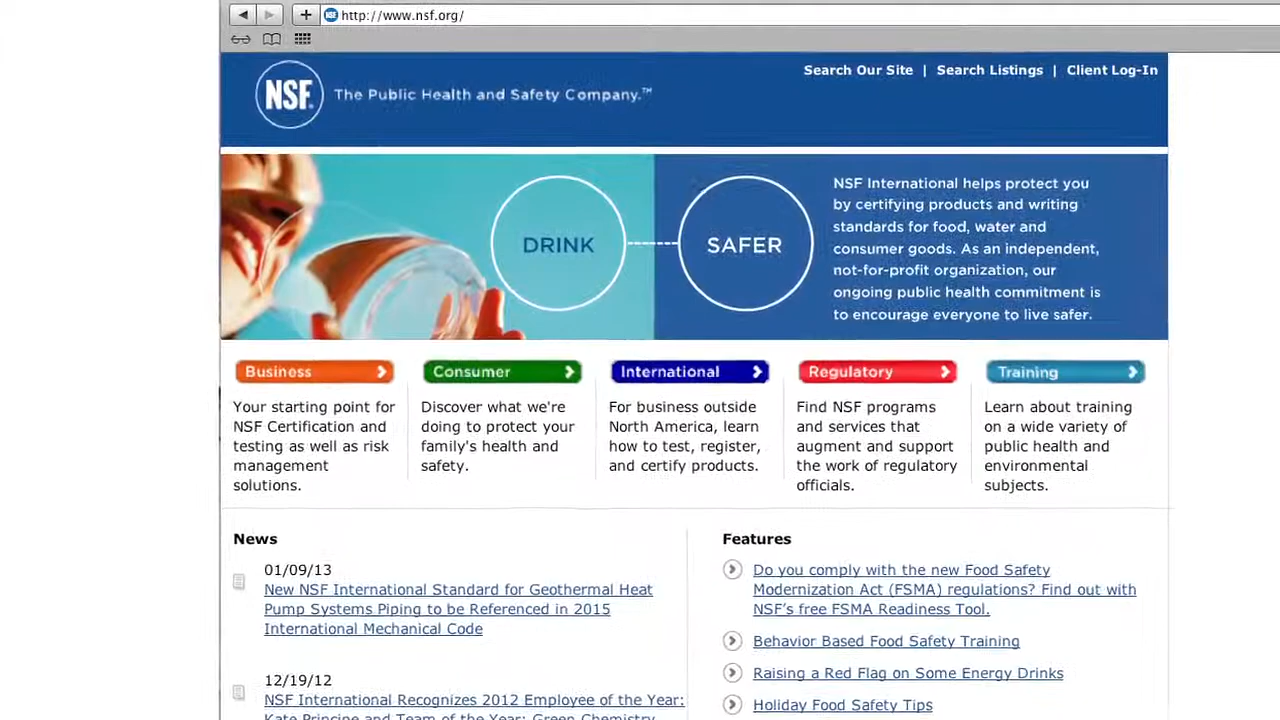 http://www.nsf.org/
Search Our Site | Search Listings | Client Log-In
NSF®
The Public Health and Safety Company.™
DRINK
SAFER
NSF International helps protect you
by certifying products and writing
standards for food, water and
consumer goods. As an independent,
not-for-profit organization, our
ongoing public health commitment is
to encourage everyone to live safer.
Business
Your starting point for
NSF Certification and
testing as well as risk
management
solutions.
Consumer
Discover what we're
doing to protect your
family's health and
safety.
International
For business outside
North America, learn
how to test, register,
and certify products.
Regulatory
Find NSF programs
and services that
augment and support
the work of regulatory
officials.
Training
Learn about training
on a wide variety of
public health and
environmental
subjects.
News
01/09/13
New NSF International Standard for Geothermal Heat
Pump Systems Piping to be Referenced in 2015
International Mechanical Code
12/19/12
NSF International Recognizes 2012 Employee of the Year:
Kate Principe and Team of the Year: Green Chemistry
Features
Do you comply with the new Food Safety
Modernization Act (FSMA) regulations? Find out with
NSF's free FSMA Readiness Tool.
Behavior Based Food Safety Training
Raising a Red Flag on Some Energy Drinks
Holiday Food Safety Tips